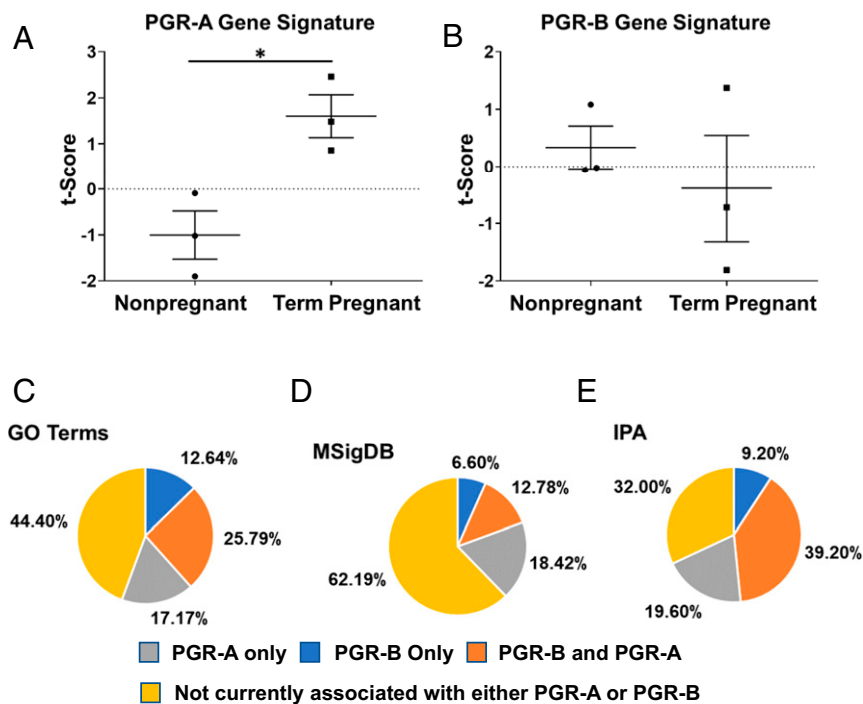 A
PGR-A Gene Signature
t-Score
3
2
1
0
-1
-2
*
Nonpregnant Term Pregnant
B
PGR-B Gene Signature
t-Score
2
1
0
-1
-2
Nonpregnant Term Pregnant
C
GO Terms
12.64%
44.40%
25.79%
17.17%
D
MSigDB
6.60%
12.78%
18.42%
62.19%
E
IPA
9.20%
32.00%
39.20%
19.60%
PGR-A only PGR-B Only PGR-B and PGR-A
Not currently associated with either PGR-A or PGR-B